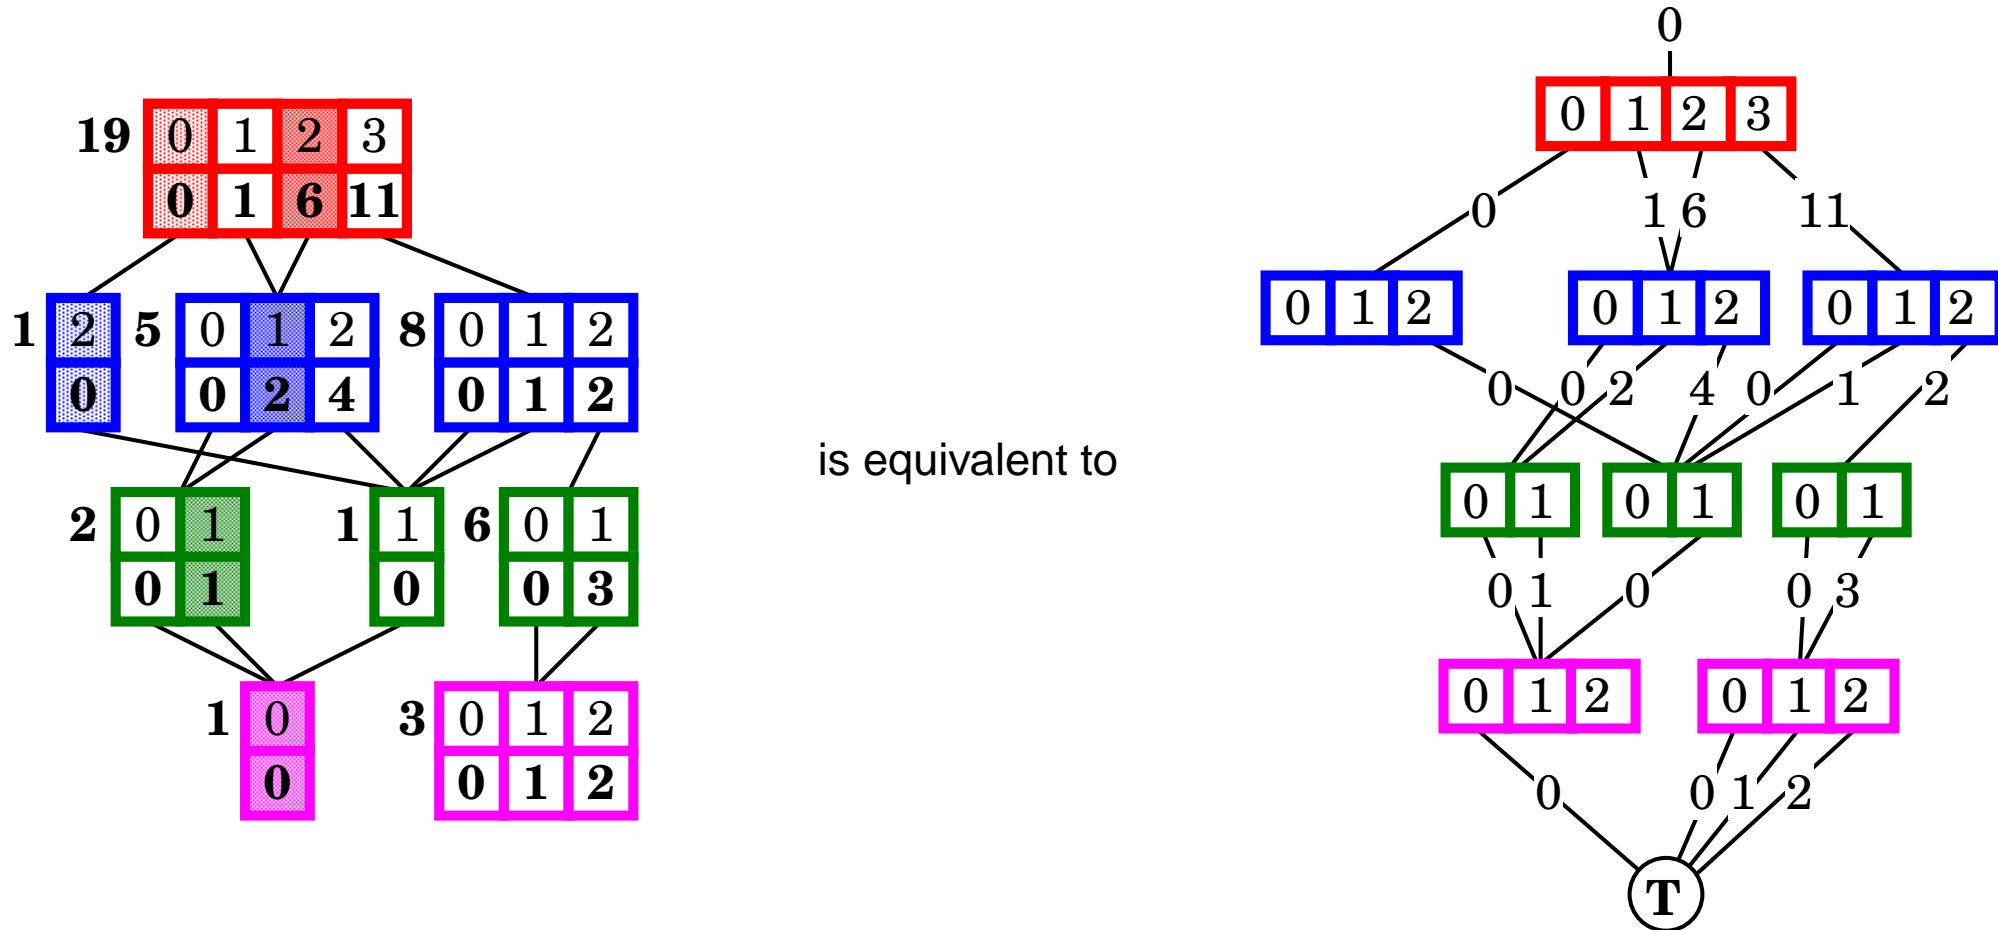 0
0 1 2 3
19 0 1 2 3
0 1 6 11
0 1 6 11
1 2 5 0 1 2 8 0 1 2
0 1 2 0 1 2 0 1 2
0 0 2 4 0 1 2
0 0 2 4 0 1 2
is equivalent to
2 0 1 1 1 6 0 1
0 1 0 1 0 1
0 1 0 0 3
0 1 0 0 3
1 0 3 0 1 2
0 1 2 0 1 2
0 0 1 2
0 0 1 2
T